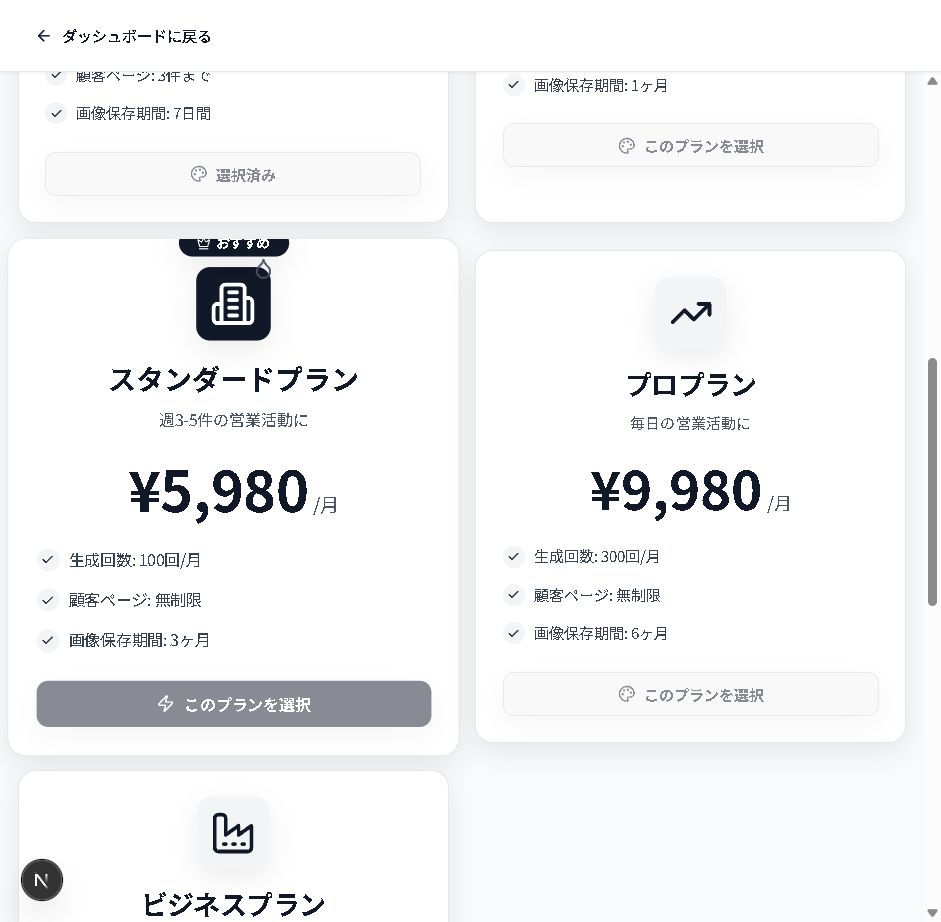 ダッシュボードに戻る
顧客ページ: 3件まで
画像保存期間: 7日間
選択済み
画像保存期間: 1ヶ月
このプランを選択
おすすめ
スタンダードプラン
週3-5件の営業活動に
¥5,980 /月
生成回数: 100回/月
顧客ページ: 無制限
画像保存期間: 3ヶ月
このプランを選択
プロプラン
毎日の営業活動に
¥9,980 /月
生成回数: 300回/月
顧客ページ: 無制限
画像保存期間: 6ヶ月
このプランを選択
ビジネスプラン
N